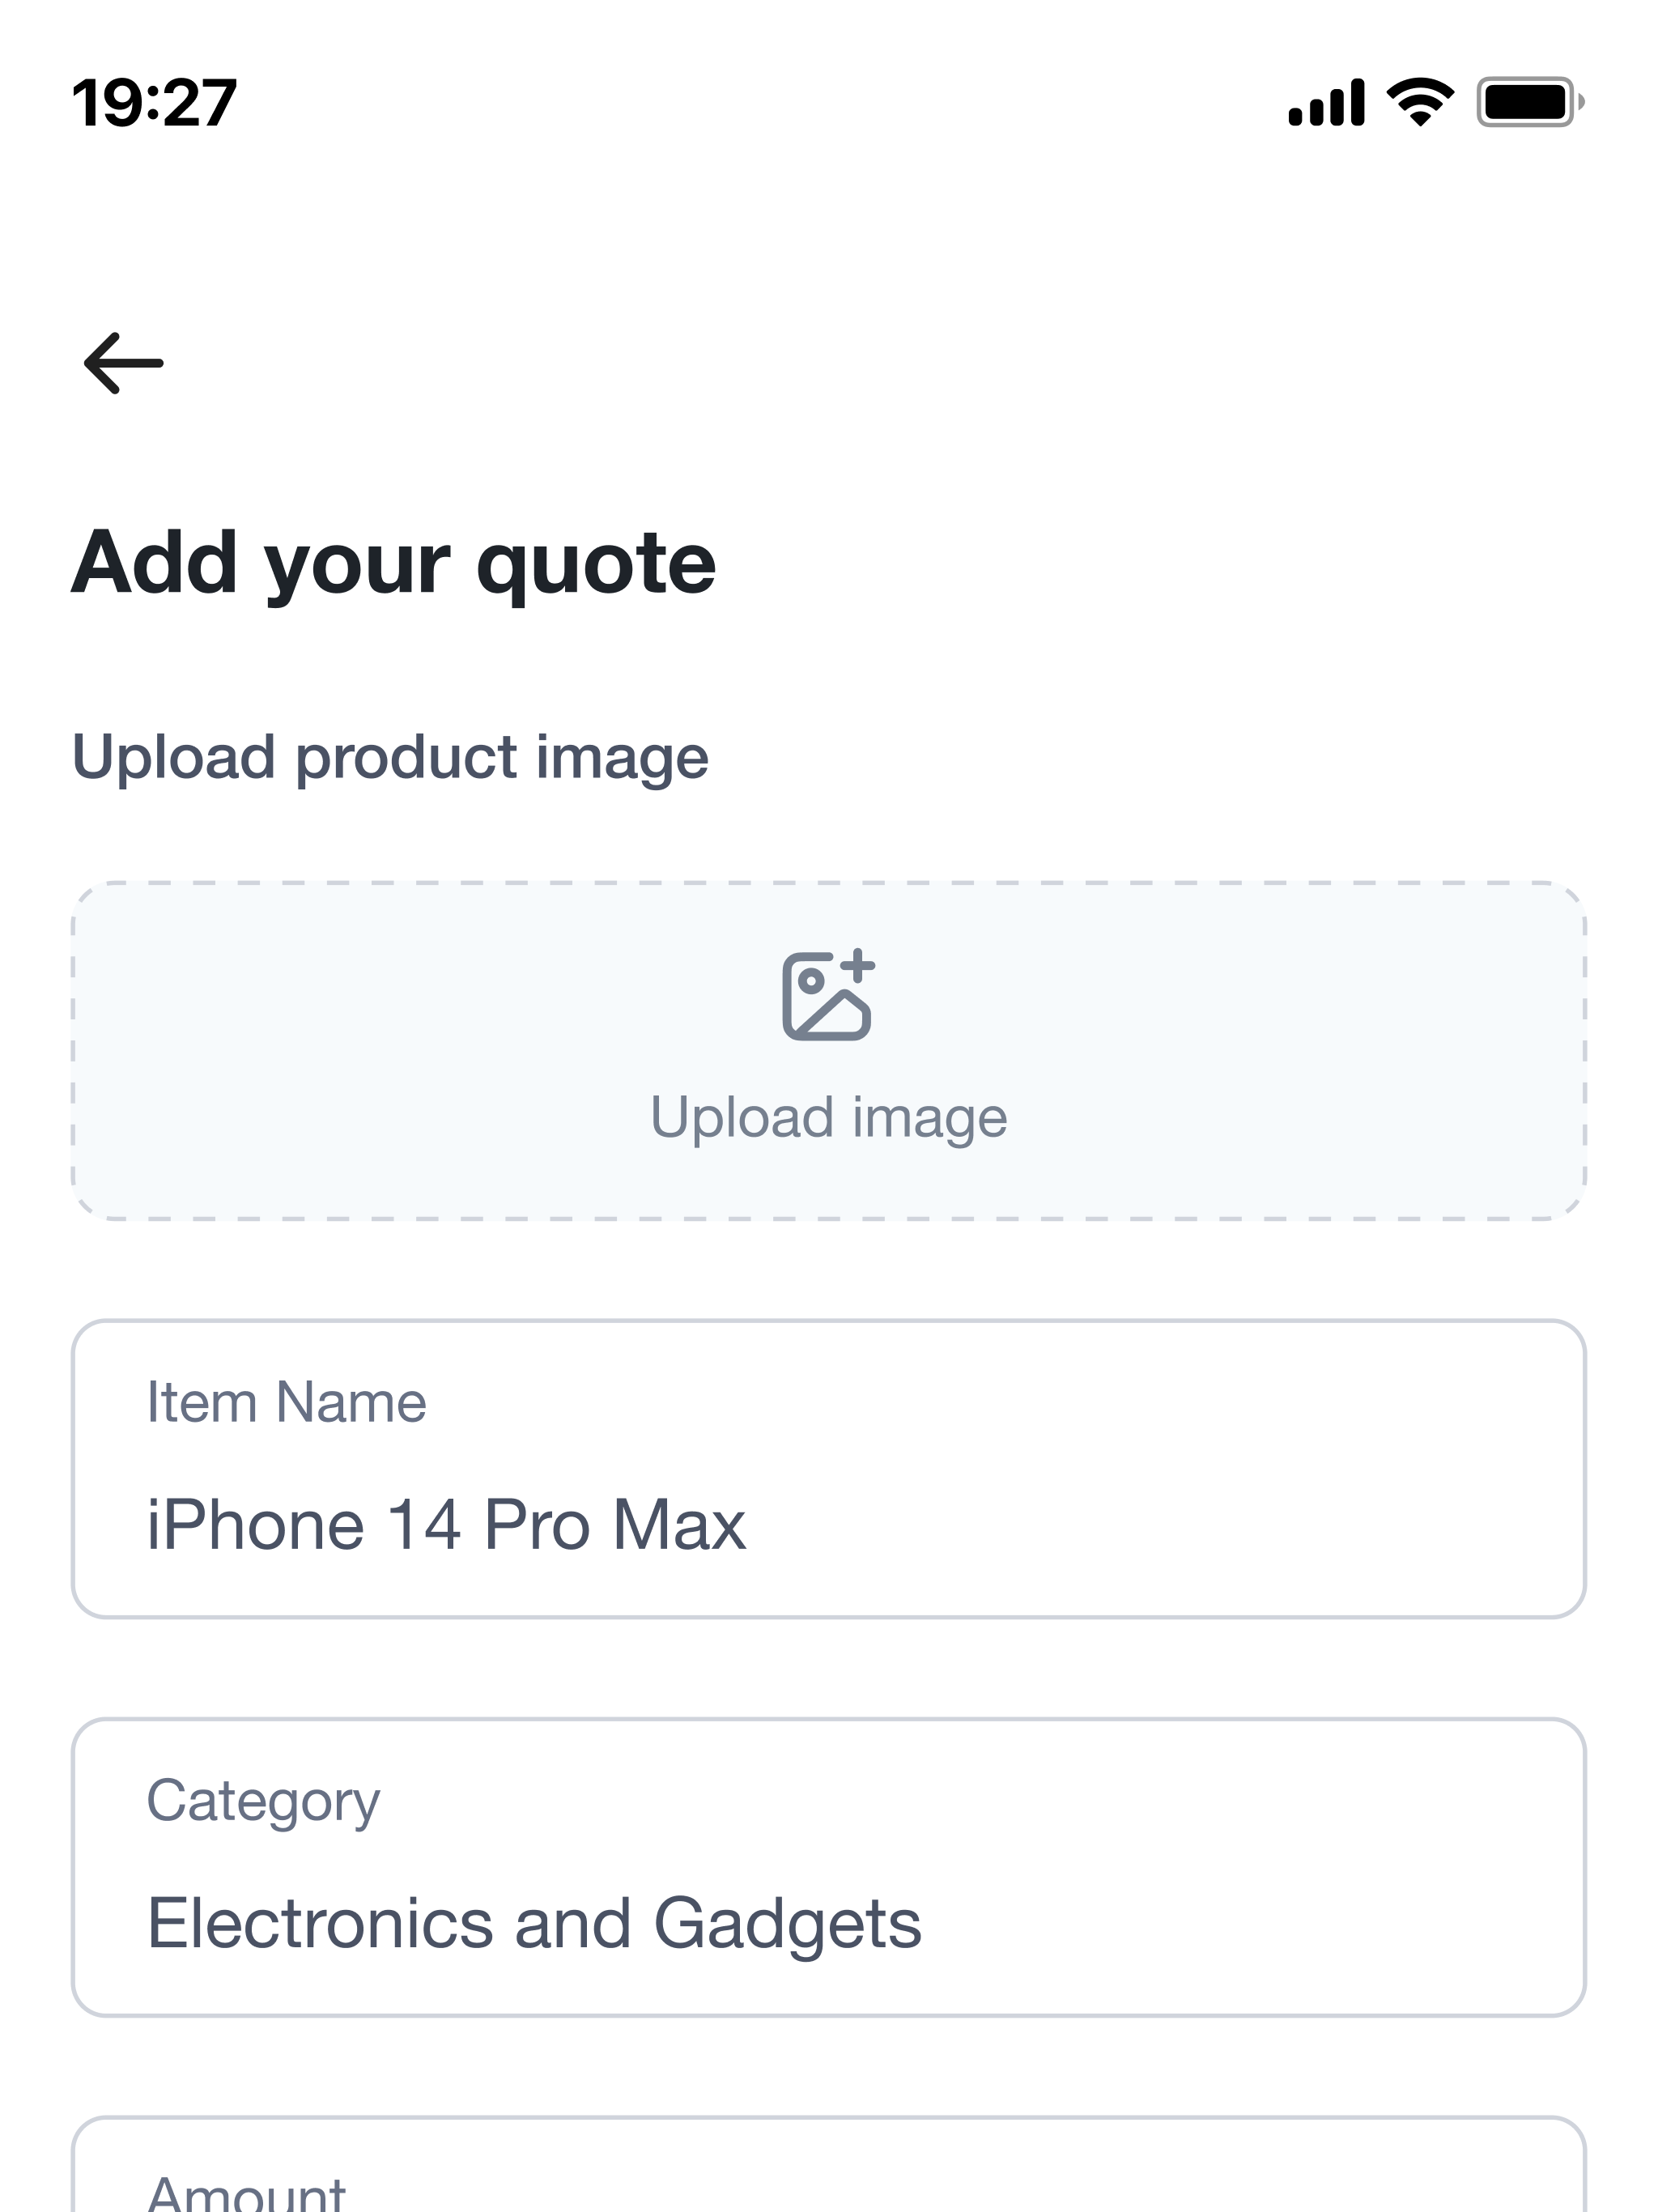 19:27
Add your quote
Upload product image
Upload image
Item Name
iPhone 14 Pro Max
Category
Electronics and Gadgets
Amount